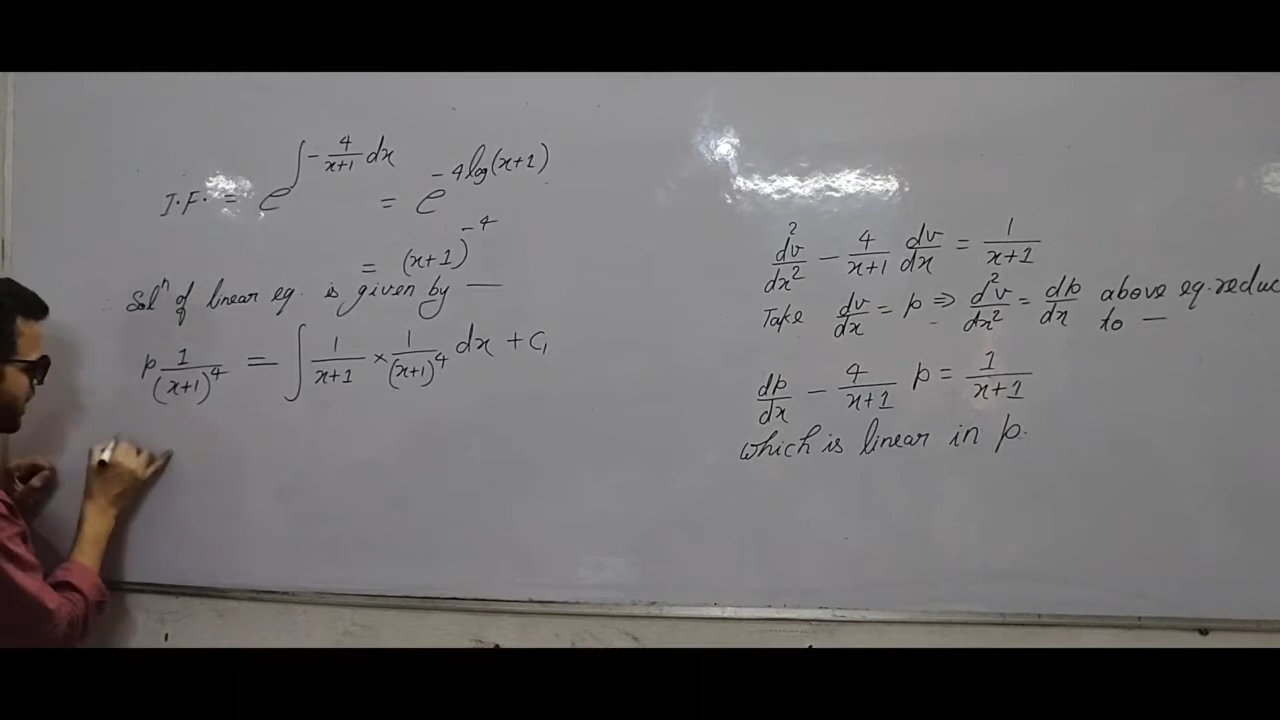 I.F. = e^{∫ -4/(x+1) dx} = e^{-4log(x+1)}
= (x+1)^{-4}
Solⁿ of linear eq. is given by —
p 1/(x+1)^4 = ∫ 1/(x+1) × 1/(x+1)^4 dx + C₁
d²v/dx² - 4/(x+1) dv/dx = 1/(x+1)
Take dv/dx = p ⇒ d²v/dx² = dp/dx above eq. reduc
to —
dp/dx - 4/(x+1) p = 1/(x+1)
which is linear in p.